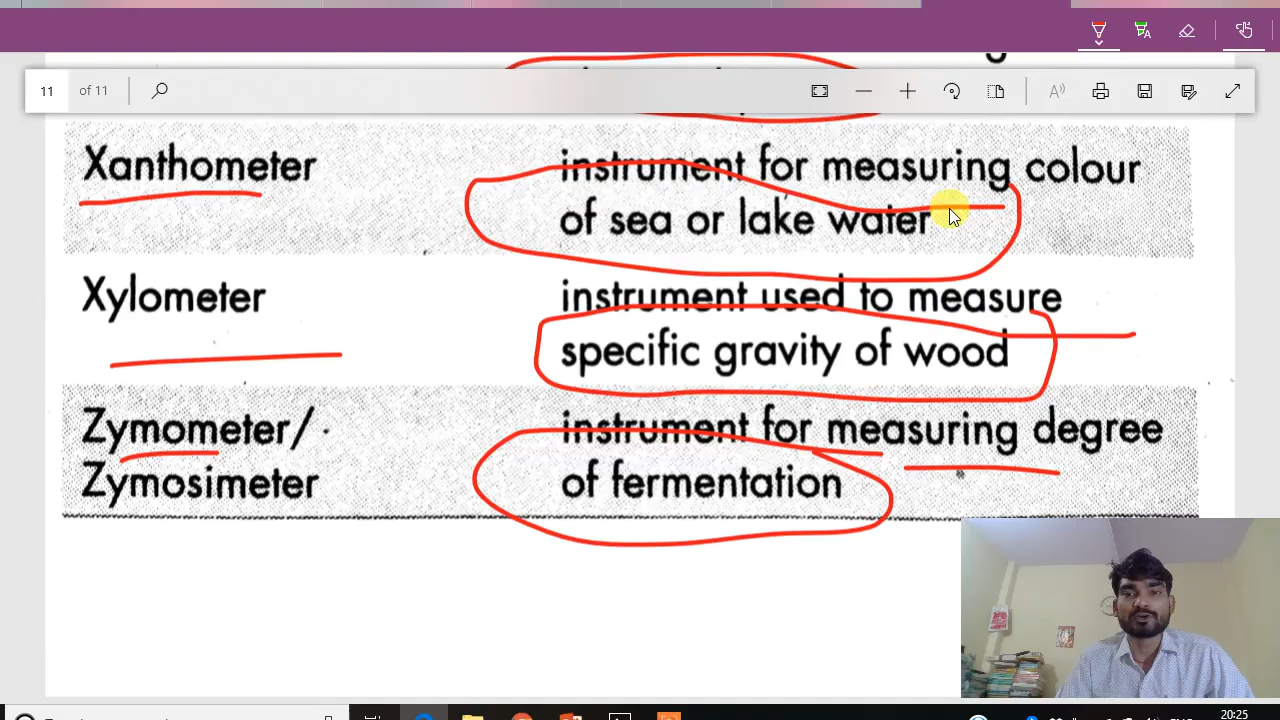 11 of 11
Xanthometer instrument for measuring colour
of sea or lake water
Xylometer instrument used to measure
specific gravity of wood
Zymometer/ instrument for measuring degree
Zymosimeter of fermentation
20:25